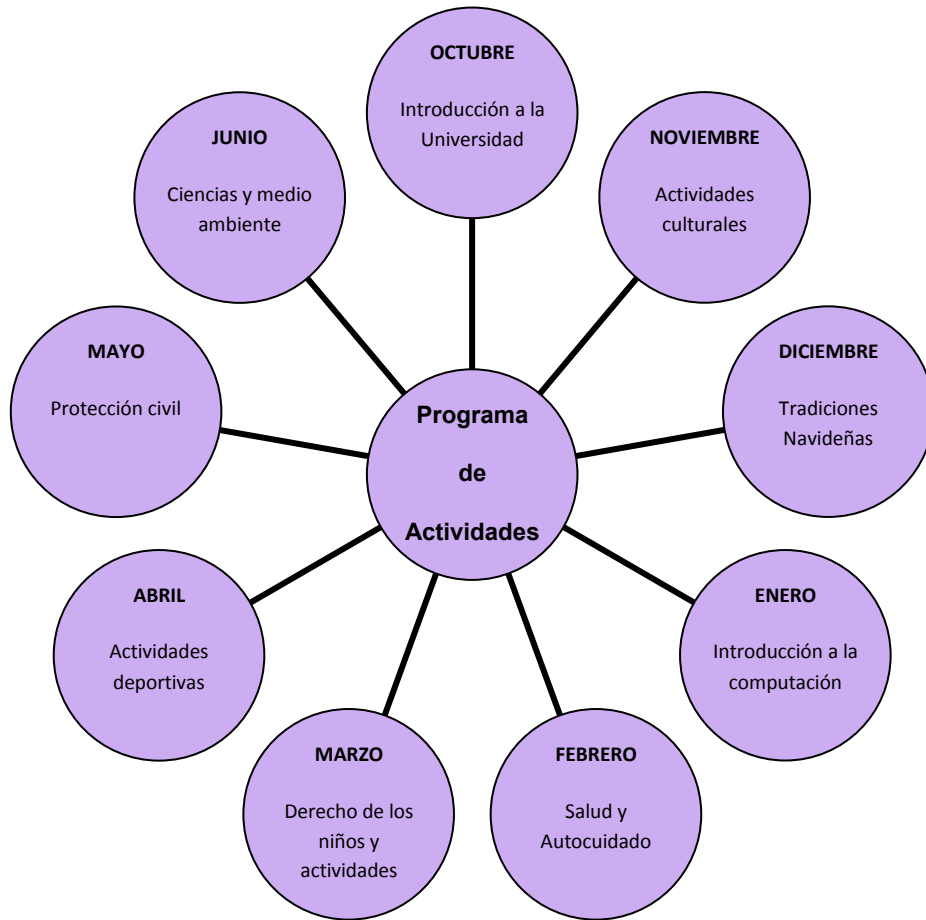 OCTUBRE
Introducción a la
Universidad
NOVIEMBRE
Actividades
culturales
DICIEMBRE
Tradiciones
Navideñas
ENERO
Introducción a la
computación
FEBRERO
Salud y
Autocuidado
MARZO
Derecho de los
niños y
actividades
ABRIL
Actividades
deportivas
MAYO
Protección civil
JUNIO
Ciencias y medio
ambiente
Programa
de
Actividades